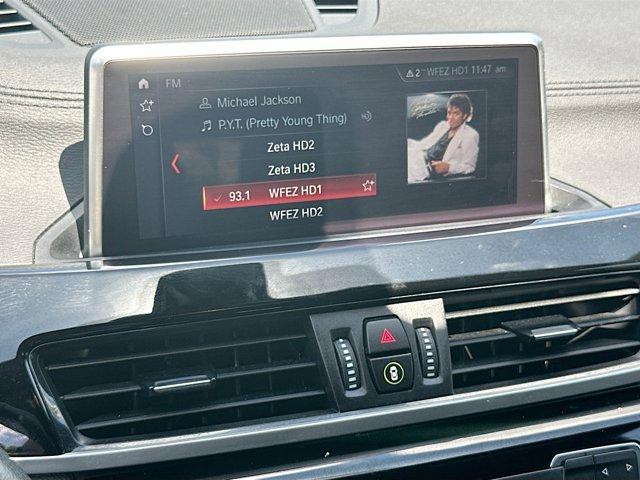 FM
2 WFEZ HD1 11:47 am
Michael Jackson
P.Y.T. (Pretty Young Thing)
Zeta HD2
Zeta HD3
93.1 WFEZ HD1
WFEZ HD2